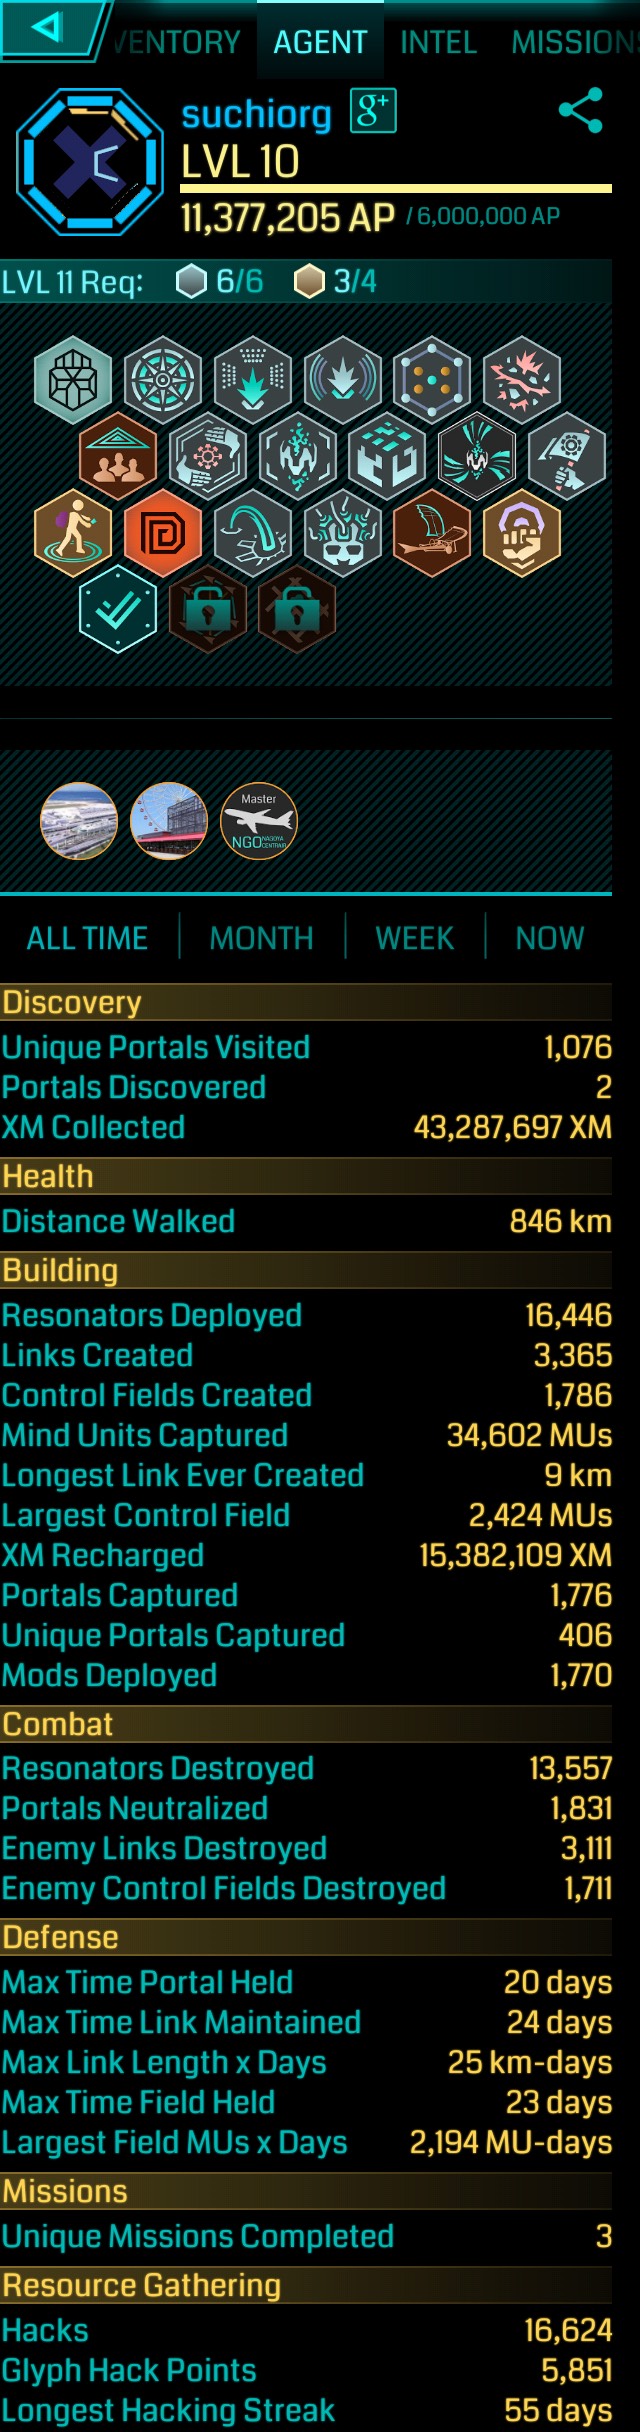 VENTORY AGENT INTEL MISSIONS
suchiorg g+
LVL 10
11,377,205 AP / 6,000,000 AP
LVL 11 Req: 6/6 3/4
Master
NGO NAGOYA CENTRAIR
ALL TIME MONTH WEEK NOW
Discovery
Unique Portals Visited 1,076
Portals Discovered 2
XM Collected 43,287,697 XM
Health
Distance Walked 846 km
Building
Resonators Deployed 16,446
Links Created 3,365
Control Fields Created 1,786
Mind Units Captured 34,602 MUs
Longest Link Ever Created 9 km
Largest Control Field 2,424 MUs
XM Recharged 15,382,109 XM
Portals Captured 1,776
Unique Portals Captured 406
Mods Deployed 1,770
Combat
Resonators Destroyed 13,557
Portals Neutralized 1,831
Enemy Links Destroyed 3,111
Enemy Control Fields Destroyed 1,711
Defense
Max Time Portal Held 20 days
Max Time Link Maintained 24 days
Max Link Length x Days 25 km-days
Max Time Field Held 23 days
Largest Field MUs x Days 2,194 MU-days
Missions
Unique Missions Completed 3
Resource Gathering
Hacks 16,624
Glyph Hack Points 5,851
Longest Hacking Streak 55 days